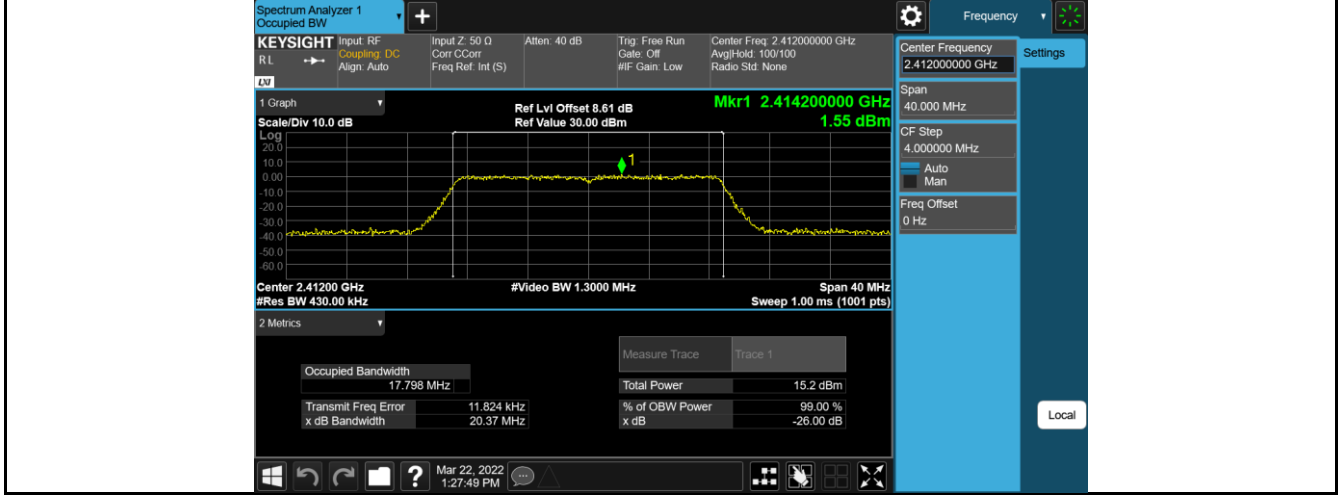 Spectrum Analyzer 1
Occupied BW
Frequency
KEYSIGHT
R L
LXI
Input: RF
Coupling: DC
Align: Auto
Input Z: 50 Ω
Corr CCorr
Freq Ref: Int (S)
Atten: 40 dB
Trig: Free Run
Gate: Off
#IF Gain: Low
Center Freq: 2.412000000 GHz
Avg|Hold: 100/100
Radio Std: None
Center Frequency
2.412000000 GHz
Settings
Span
40.000 MHz
CF Step
4.000000 MHz
Auto
Man
Freq Offset
0 Hz
1 Graph
Scale/Div 10.0 dB
Ref Lvl Offset 8.61 dB
Ref Value 30.00 dBm
Mkr1 2.414200000 GHz
1.55 dBm
Log
20.0
10.0
0.00
-10.0
-20.0
-30.0
-40.0
-50.0
-60.0
1
Center 2.41200 GHz
#Video BW 1.3000 MHz
Span 40 MHz
#Res BW 430.00 kHz
Sweep 1.00 ms (1001 pts)
2 Metrics
Measure Trace Trace 1
Occupied Bandwidth
17.798 MHz
Total Power 15.2 dBm
Transmit Freq Error 11.824 kHz
% of OBW Power 99.00 %
x dB Bandwidth 20.37 MHz
x dB -26.00 dB
Local
?
Mar 22, 2022
1:27:49 PM